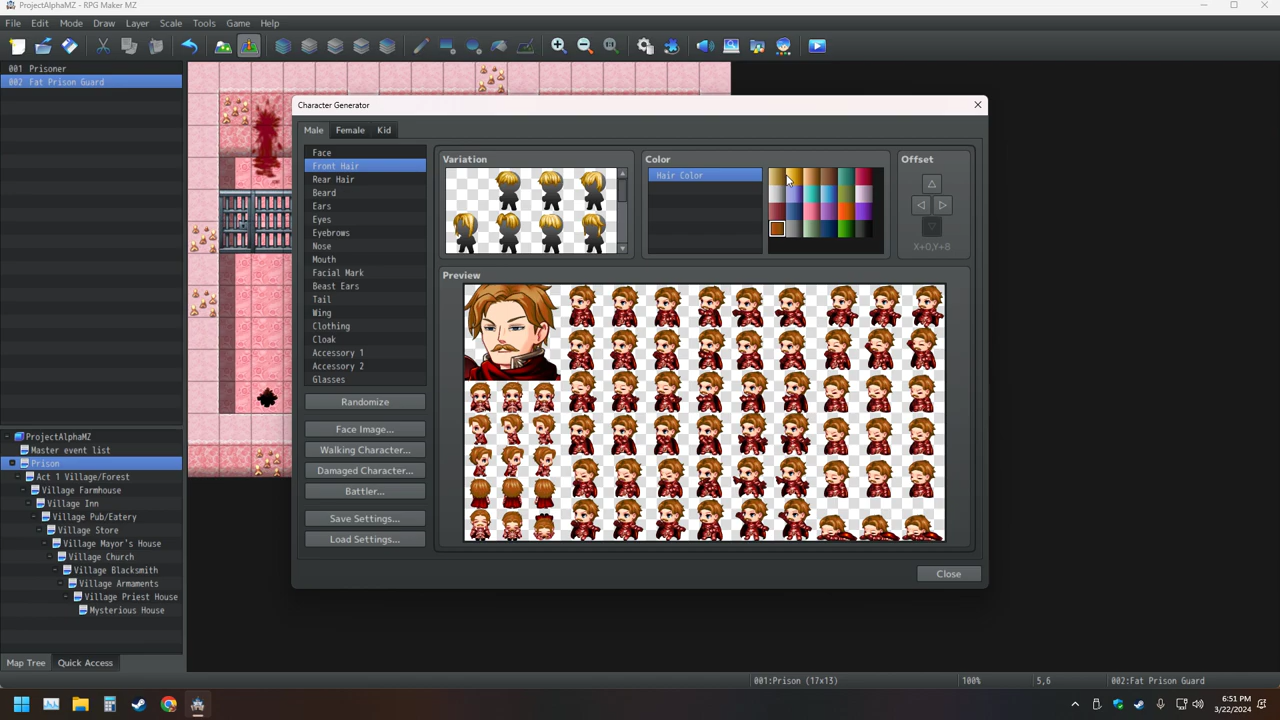 ProjectAlphaMZ - RPG Maker MZ
File Edit Mode Draw Layer Scale Tools Game Help
001 Prisoner
002 Fat Prison Guard
Character Generator
Male Female Kid
Face
Front Hair
Rear Hair
Beard
Ears
Eyes
Eyebrows
Nose
Mouth
Facial Mark
Beast Ears
Tail
Wing
Clothing
Cloak
Accessory 1
Accessory 2
Glasses
Randomize
Face Image...
Walking Character...
Damaged Character...
Battler...
Save Settings...
Load Settings...
Variation
Color
Hair Color
Offset
X+0,Y+8
Preview
Close
ProjectAlphaMZ
Master event list
Prison
Act 1 Village/Forest
Village Farmhouse
Village Inn
Village Pub/Eatery
Village Store
Village Mayor's House
Village Church
Village Blacksmith
Village Armaments
Village Priest House
Mysterious House
Map Tree Quick Access
001:Prison (17×13) 100% 5,6 002:Fat Prison Guard
6:51 PM
3/22/2024